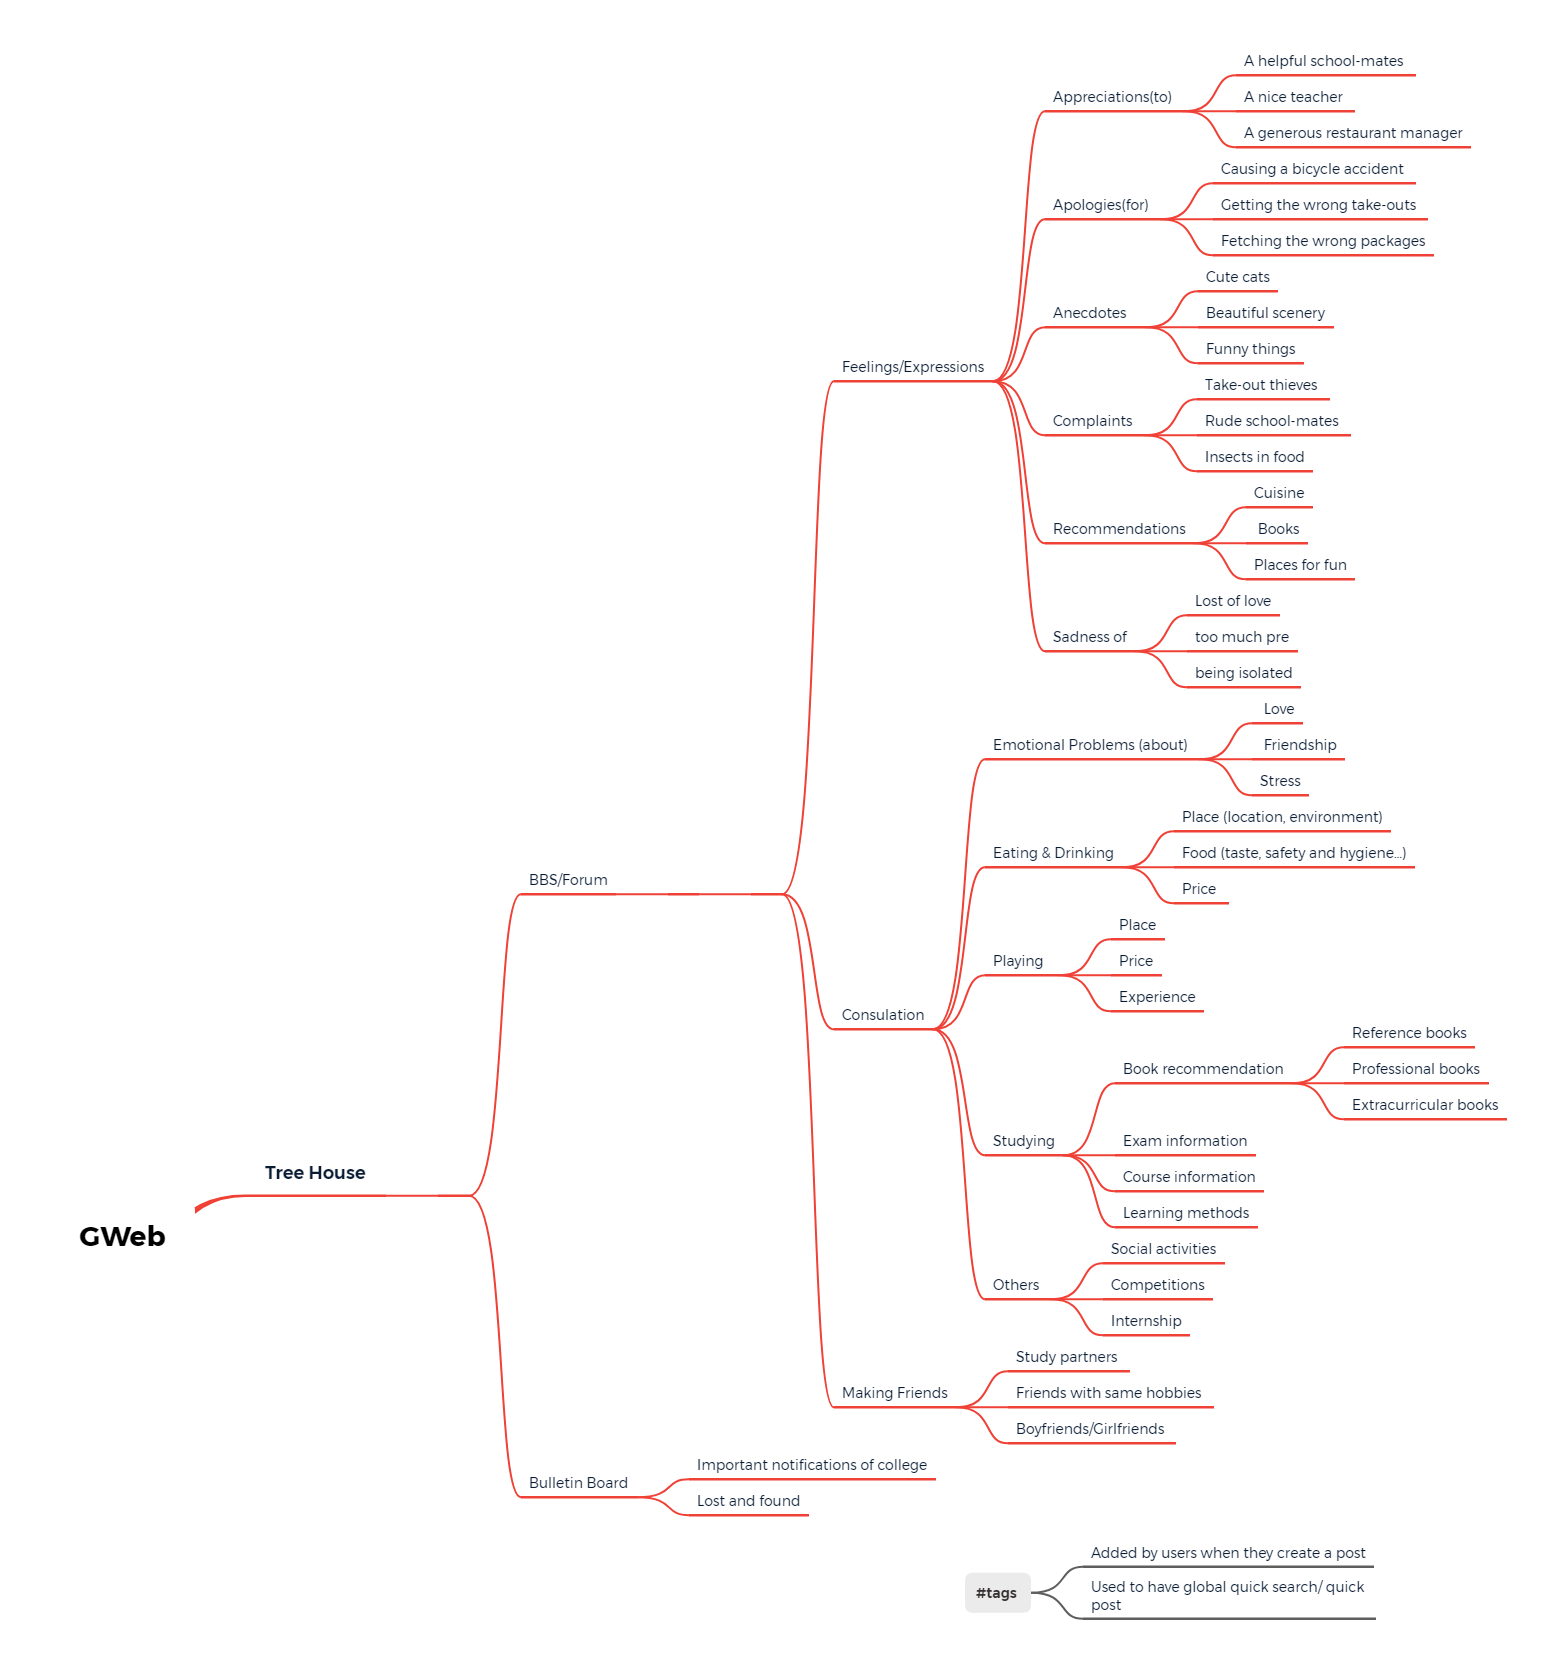 GWeb
Tree House
BBS/Forum
Feelings/Expressions
Appreciations(to)
A helpful school-mates
A nice teacher
A generous restaurant manager
Apologies(for)
Causing a bicycle accident
Getting the wrong take-outs
Fetching the wrong packages
Anecdotes
Cute cats
Beautiful scenery
Funny things
Complaints
Take-out thieves
Rude school-mates
Insects in food
Recommendations
Cuisine
Books
Places for fun
Sadness of
Lost of love
too much pre
being isolated
Consulation
Emotional Problems (about)
Love
Friendship
Stress
Eating & Drinking
Place (location, environment)
Food (taste, safety and hygiene...)
Price
Playing
Place
Price
Experience
Studying
Book recommendation
Reference books
Professional books
Extracurricular books
Exam information
Course information
Learning methods
Others
Social activities
Competitions
Internship
Making Friends
Study partners
Friends with same hobbies
Boyfriends/Girlfriends
Bulletin Board
Important notifications of college
Lost and found
#tags
Added by users when they create a post
Used to have global quick search/ quick
post